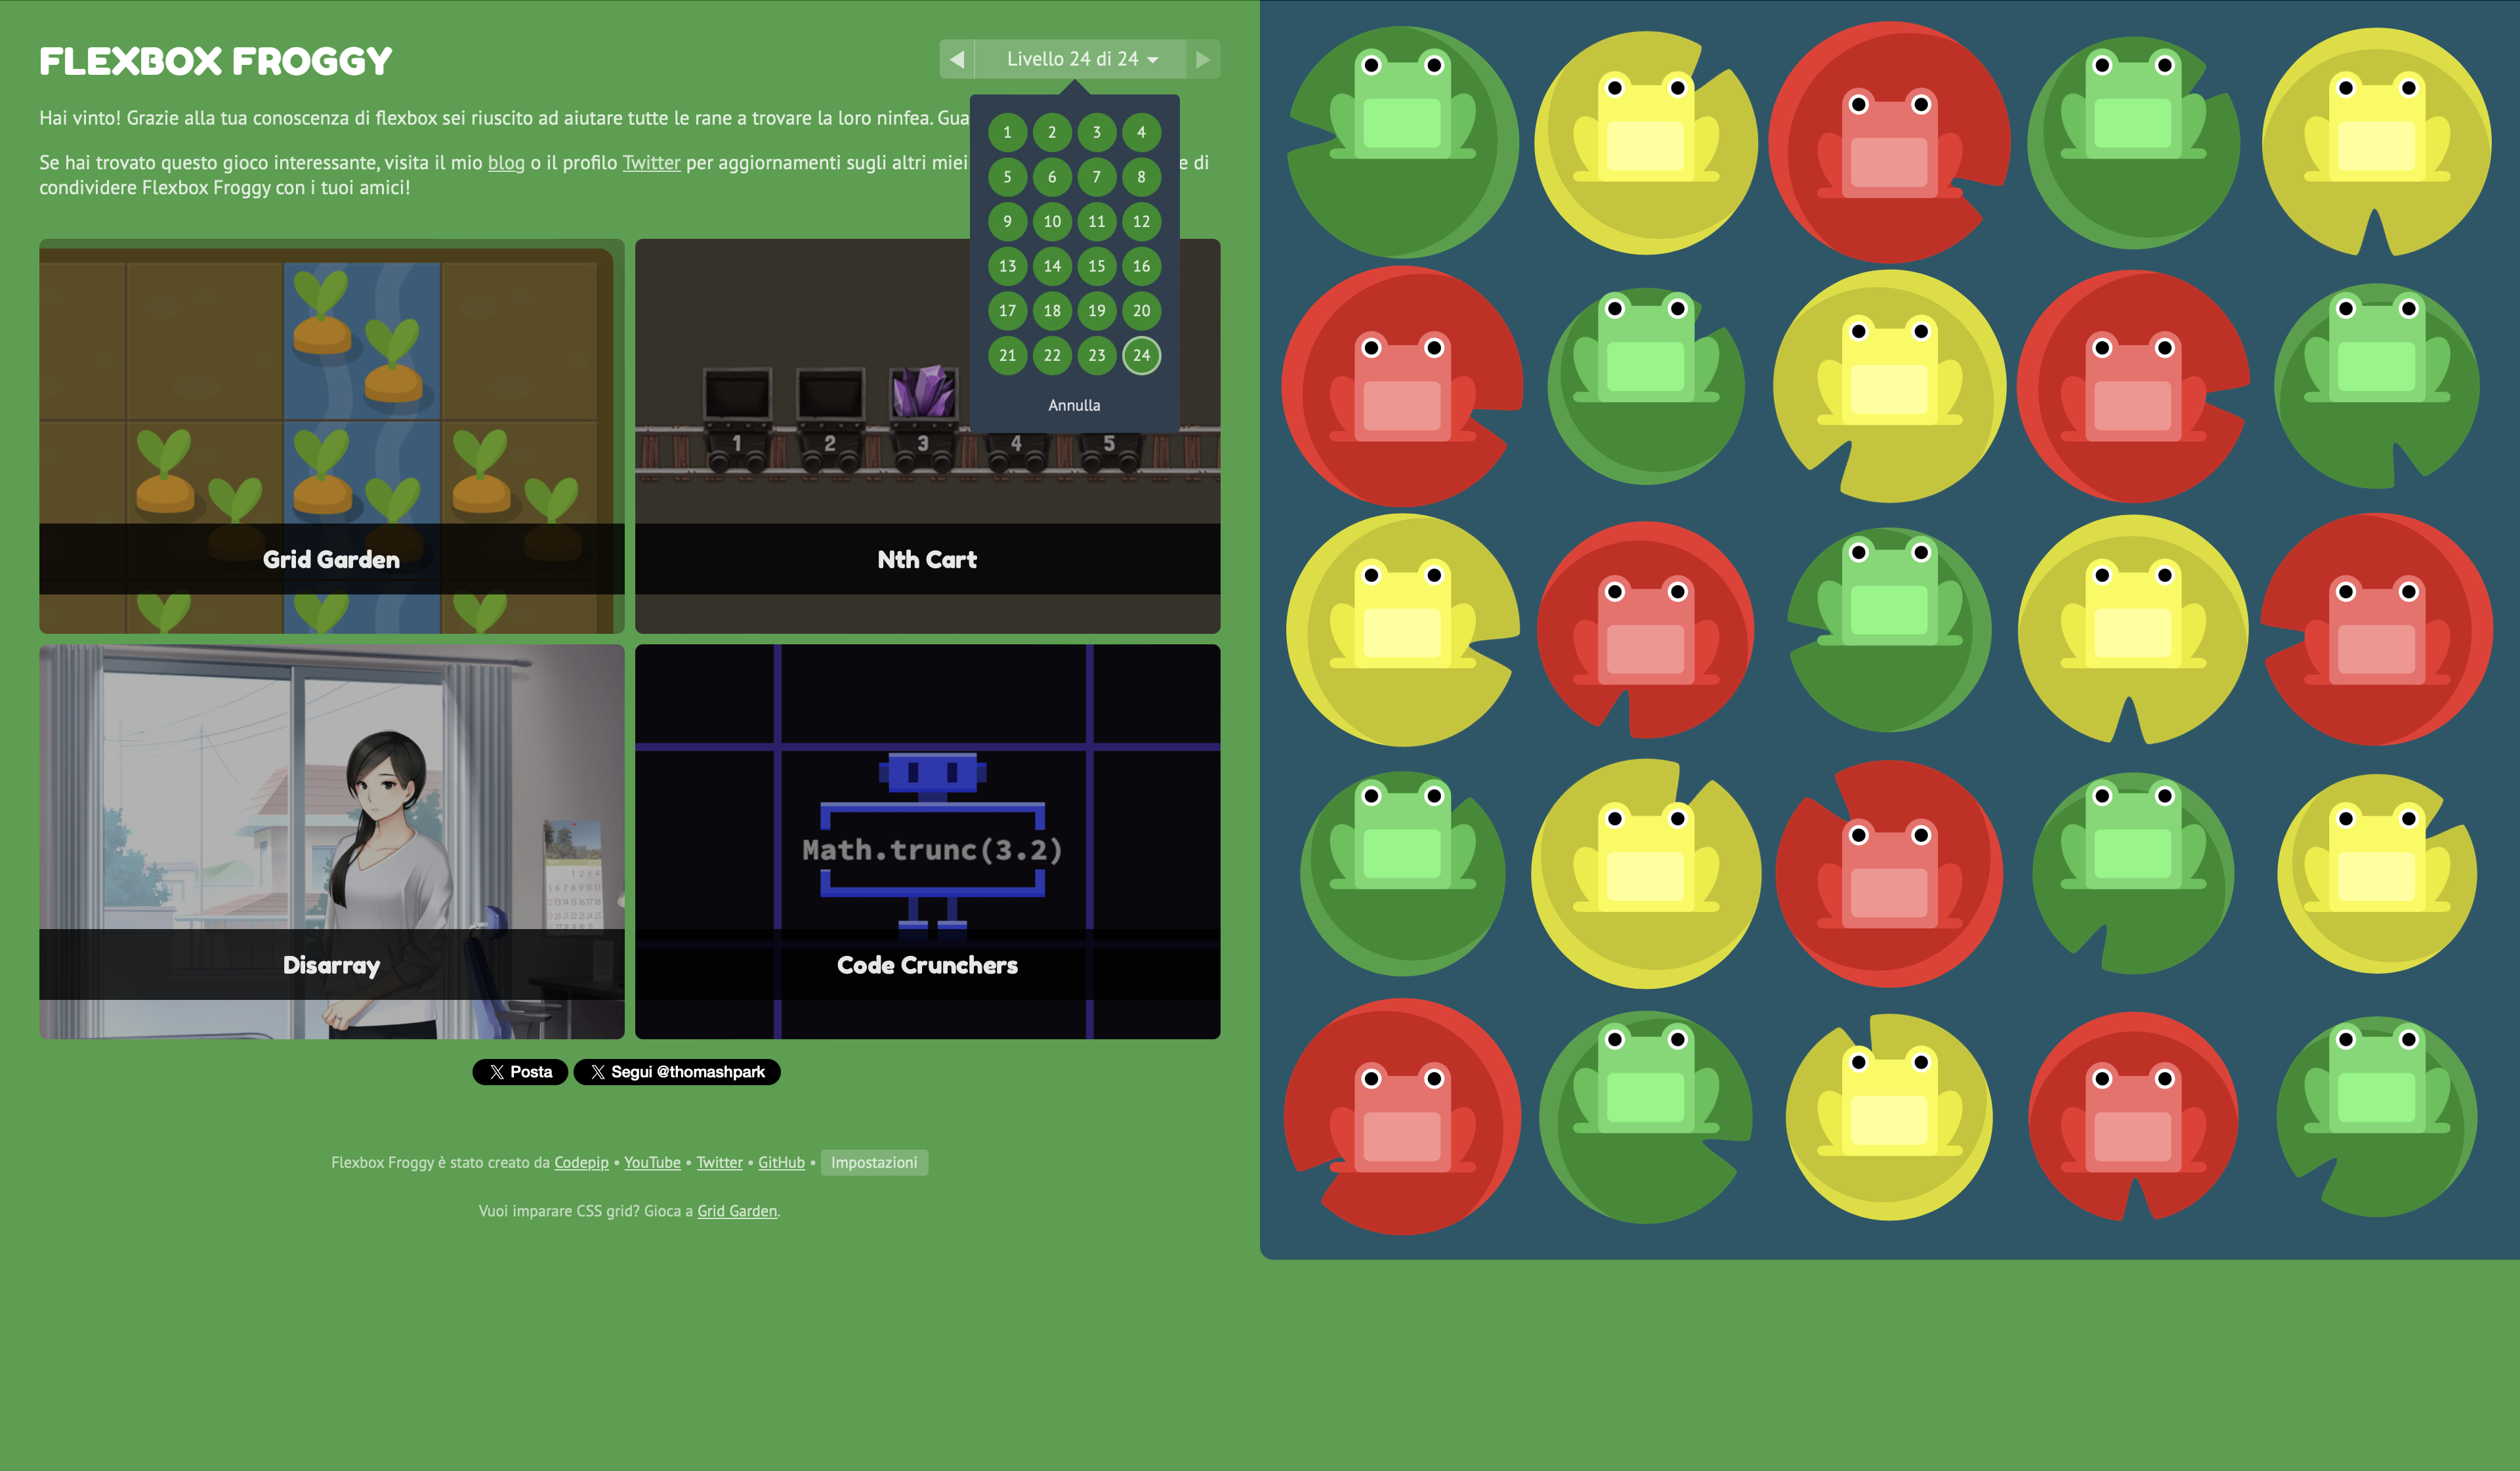 FLEXBOX FROGGY
Livello 24 di 24
Hai vinto! Grazie alla tua conoscenza di flexbox sei riuscito ad aiutare tutte le rane a trovare la loro ninfea.
Se hai trovato questo gioco interessante, visita il mio blog o il profilo Twitter per aggiornamenti sugli altri miei e di
condividere Flexbox Froggy con i tuoi amici!
1 2 3 4
5 6 7 8
9 10 11 12
13 14 15 16
17 18 19 20
21 22 23 24
Annulla
1 2 3 4 5
Grid Garden
Nth Cart
Math.trunc(3.2)
Disarray
Code Crunchers
Posta
Segui @thomashpark
Flexbox Froggy è stato creato da Codepip • YouTube • Twitter • GitHub • Impostazioni
Vuoi imparare CSS grid? Gioca a Grid Garden.